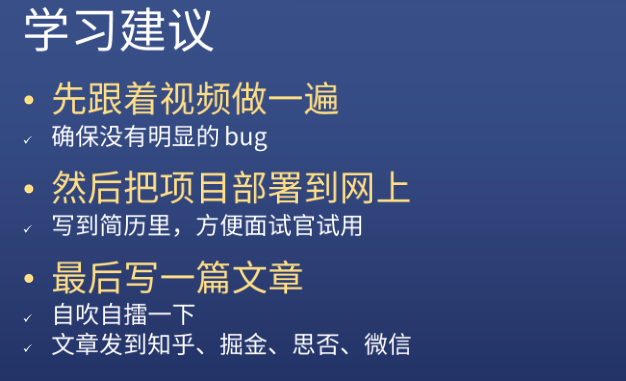 学习建议
• 先跟着视频做一遍
✓ 确保没有明显的 bug
• 然后把项目部署到网上
✓ 写到简历里，方便面试官试用
• 最后写一篇文章
✓ 自吹自擂一下
✓ 文章发到知乎、掘金、思否、微信